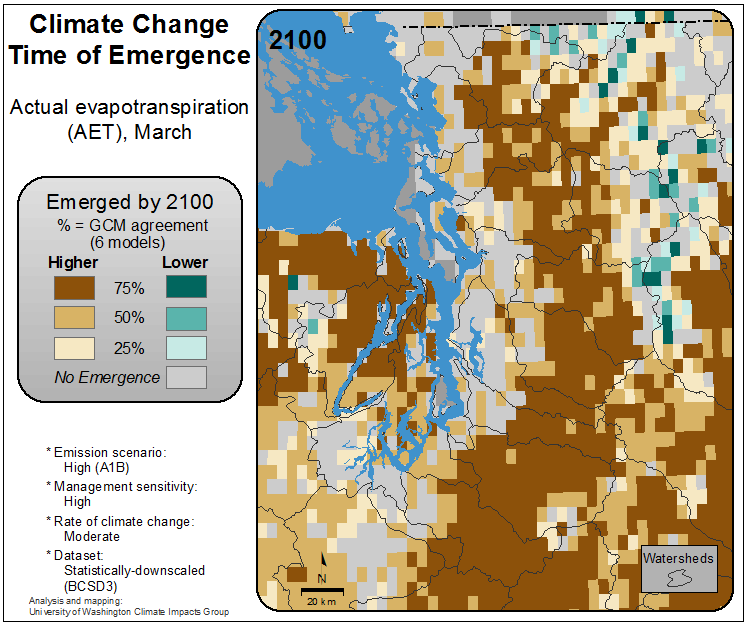 Climate Change
Time of Emergence
Actual evapotranspiration
(AET), March
Emerged by 2100
% = GCM agreement
(6 models)
Higher
Lower
75%
50%
25%
No Emergence
* Emission scenario:
High (A1B)
* Management sensitivity:
High
* Rate of climate change:
Moderate
* Dataset:
Statistically-downscaled
(BCSD3)
Analysis and mapping:
University of Washington Climate Impacts Group
2100
N
20 km
Watersheds